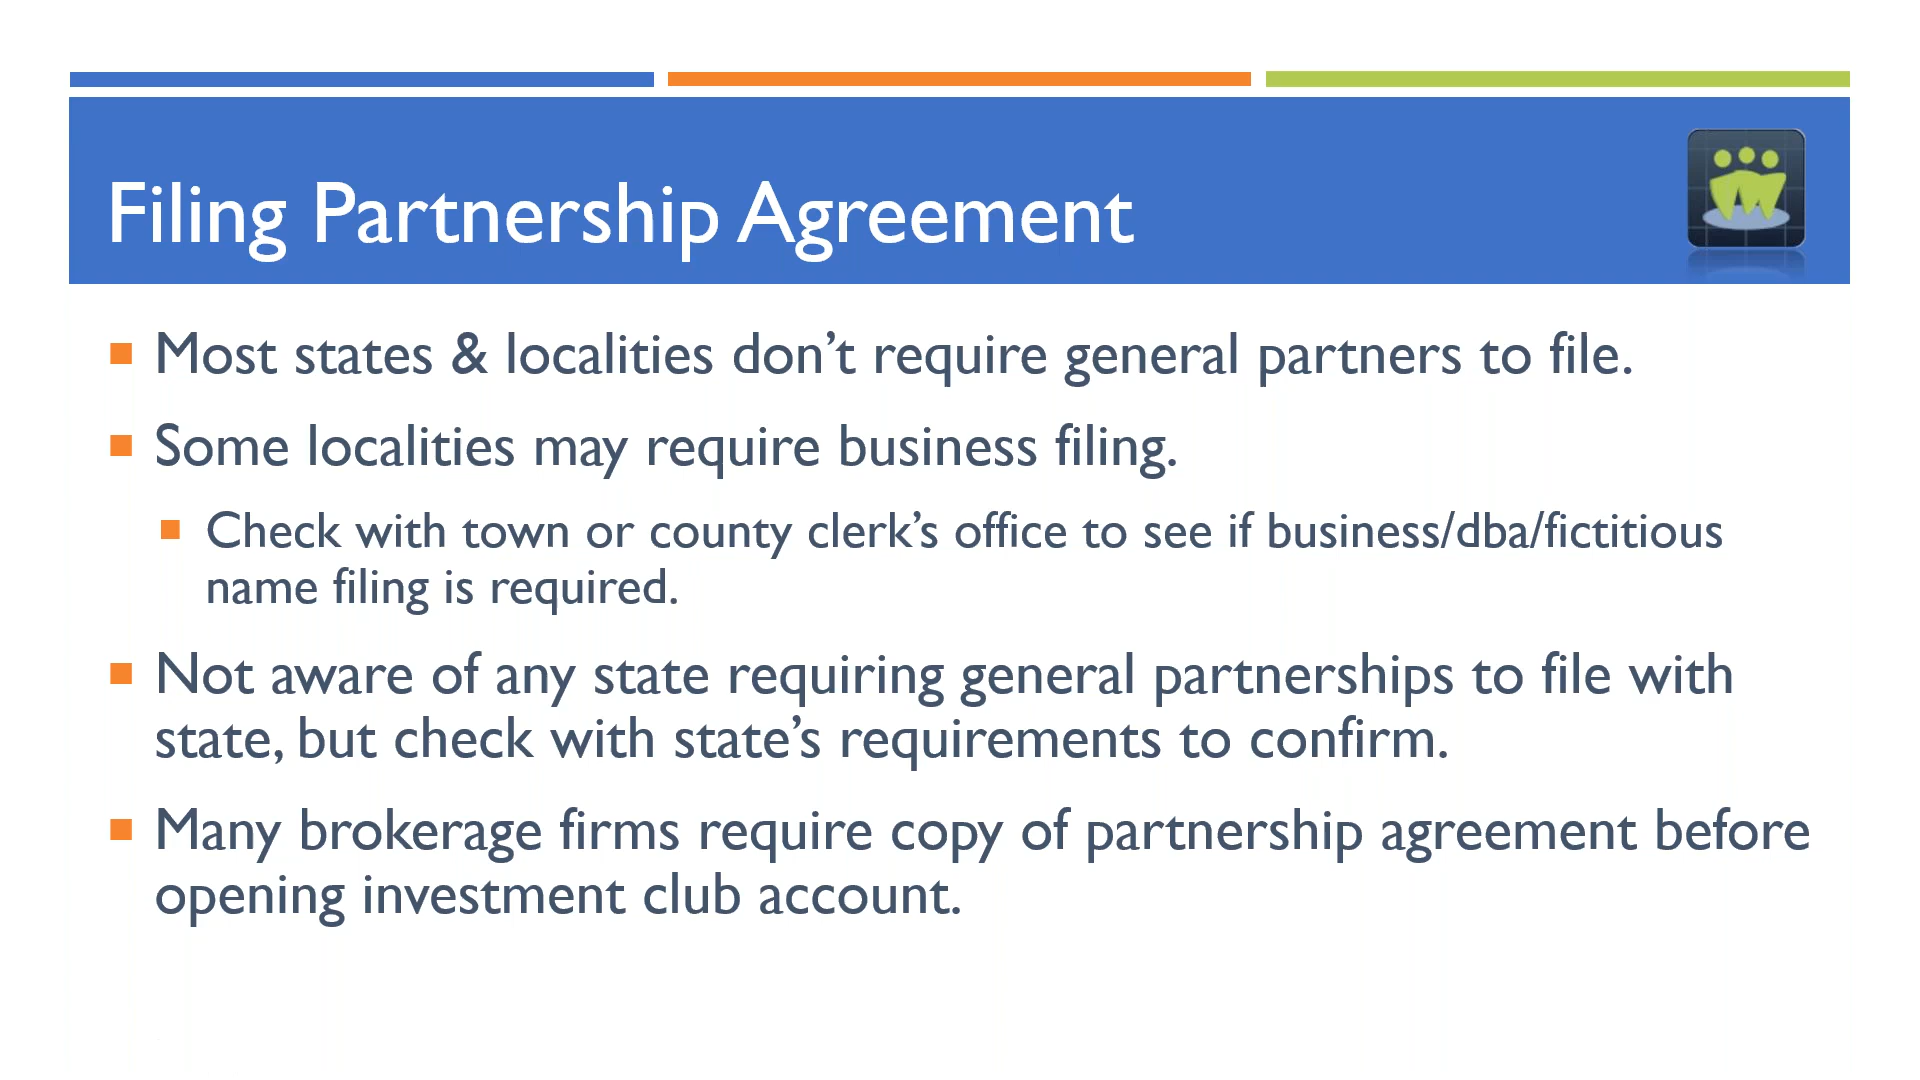 Filing Partnership Agreement
Most states & localities don’t require general partners to file.
Some localities may require business filing.
Check with town or county clerk’s office to see if business/dba/fictitious
name filing is required.
Not aware of any state requiring general partnerships to file with
state, but check with state’s requirements to confirm.
Many brokerage firms require copy of partnership agreement before
opening investment club account.